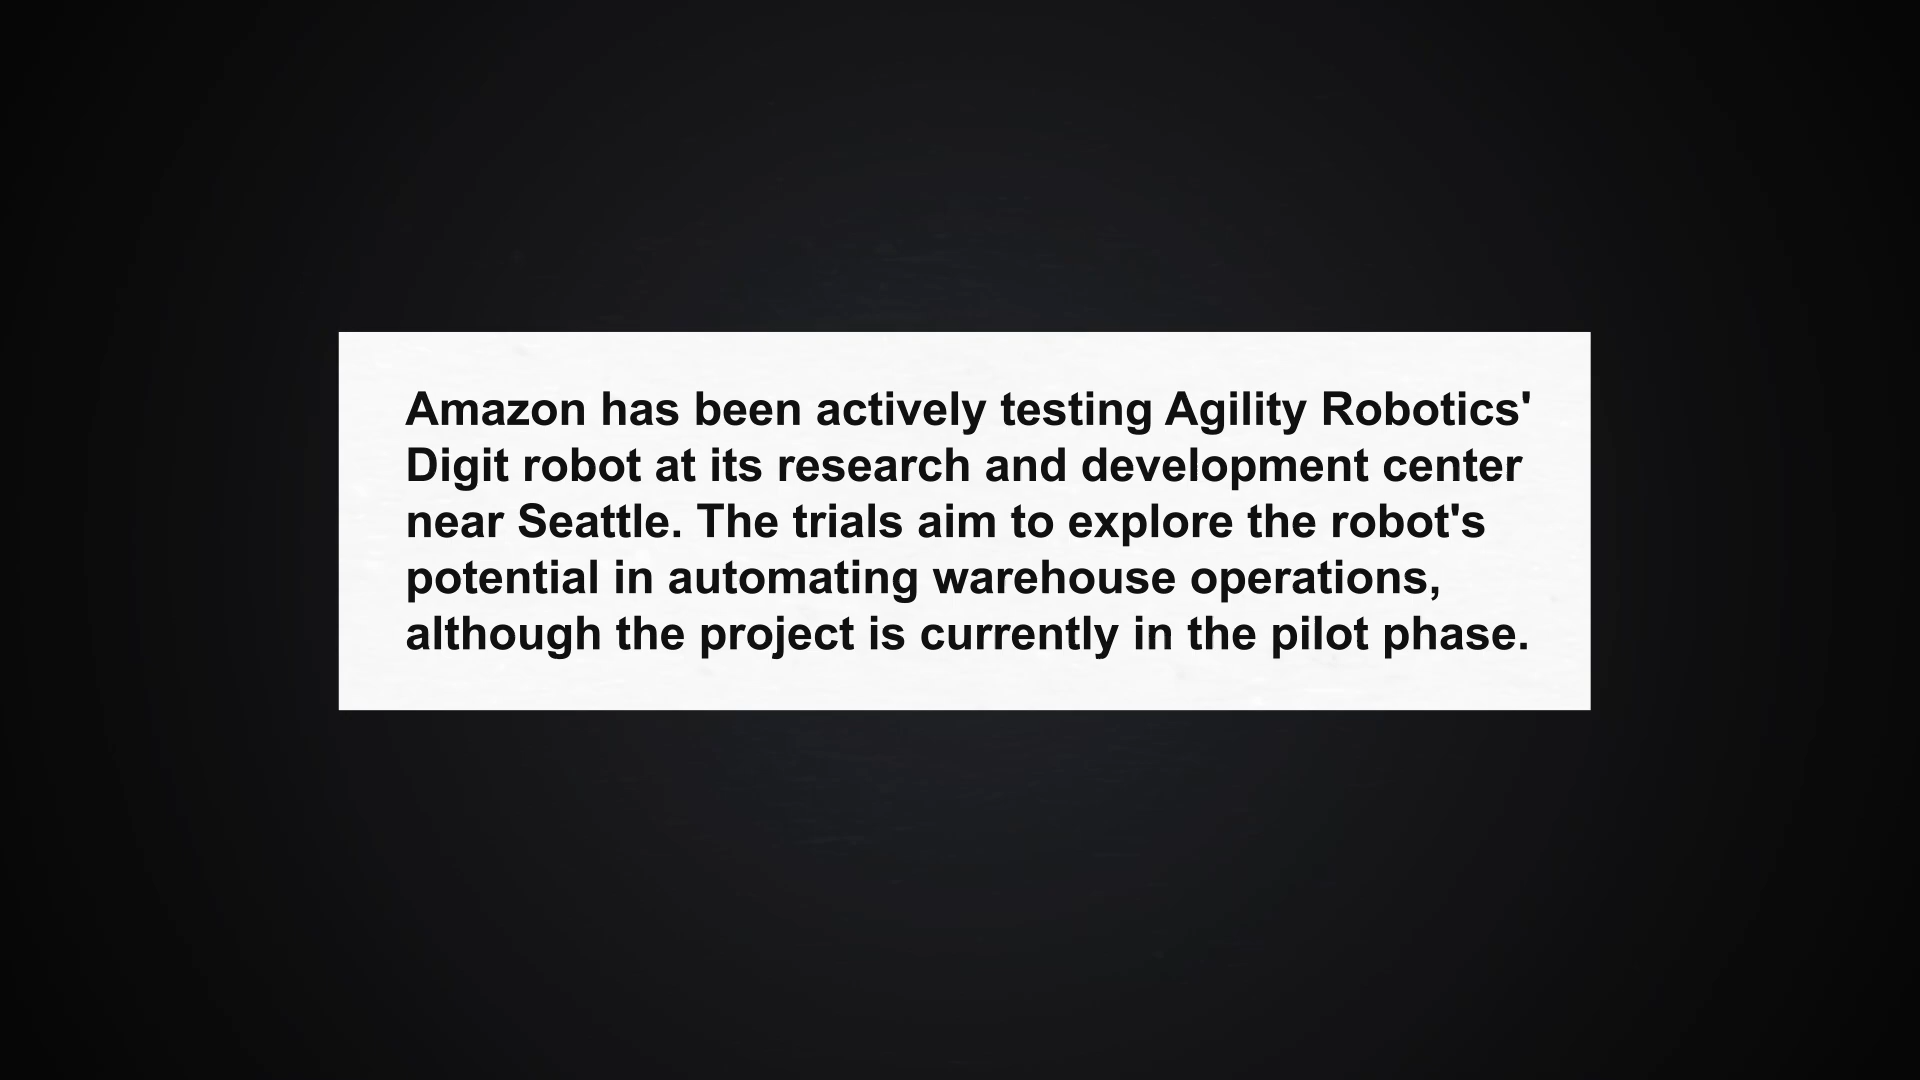 Amazon has been actively testing Agility Robotics'
Digit robot at its research and development center
near Seattle. The trials aim to explore the robot's
potential in automating warehouse operations,
although the project is currently in the pilot phase.